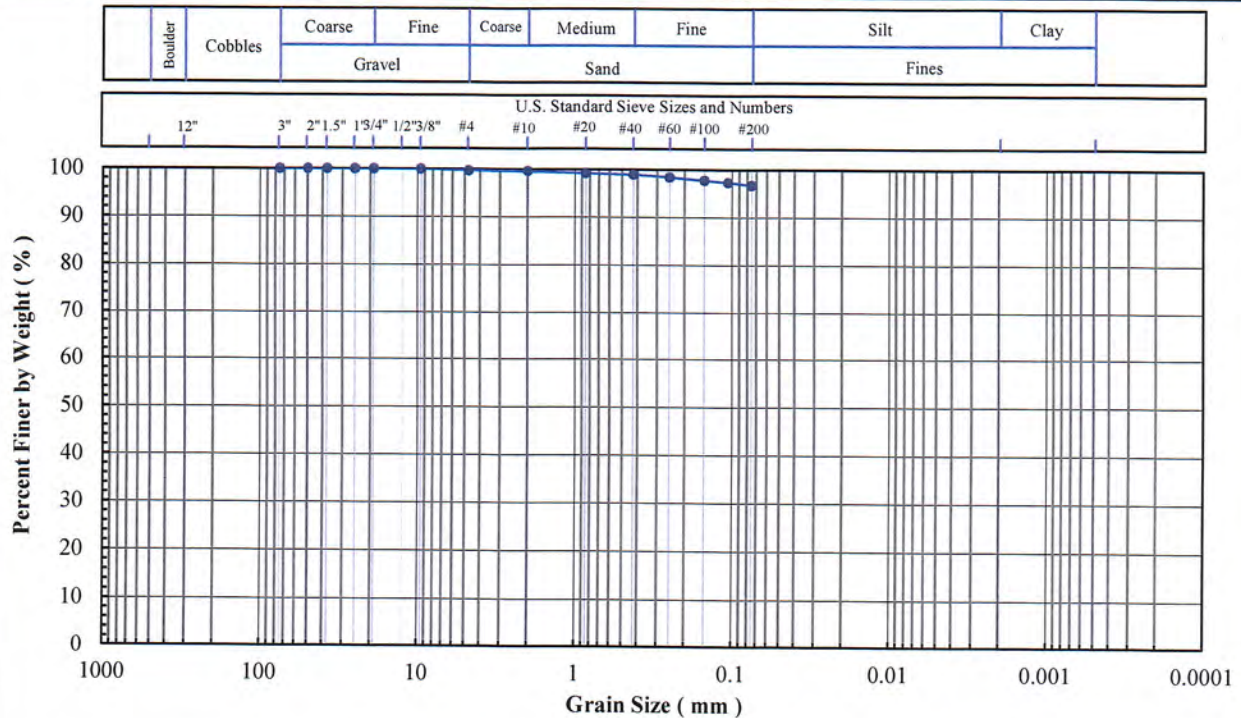 Boulder
Cobbles
Coarse
Fine
Coarse
Medium
Fine
Silt
Clay
Gravel
Sand
Fines
U.S. Standard Sieve Sizes and Numbers
12" 3" 2" 1.5" 1" 3/4" 1/2" 3/8" #4 #10 #20 #40 #60 #100 #200
Percent Finer by Weight ( % )
100
90
80
70
60
50
40
30
20
10
0
1000 100 10 1 0.1 0.01 0.001 0.0001
Grain Size ( mm )